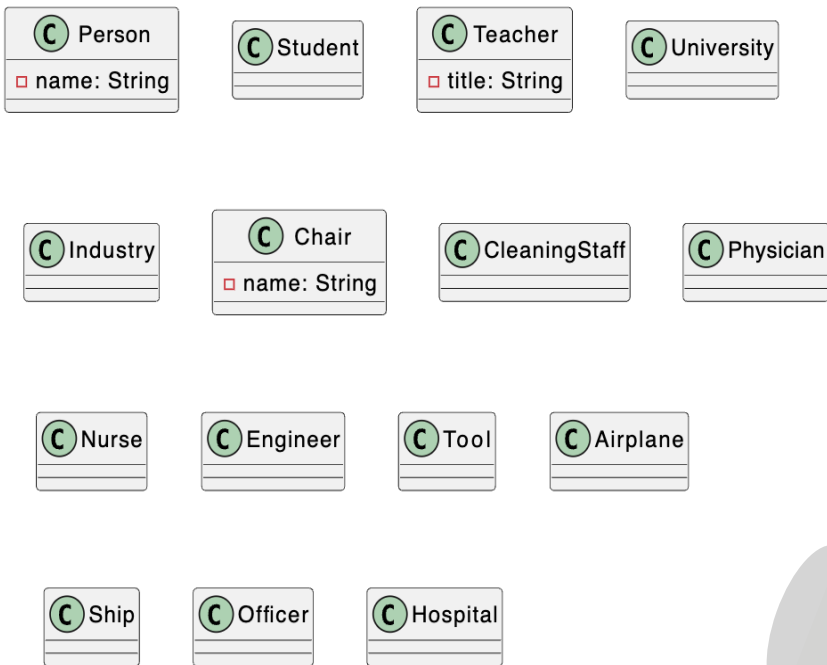 C Person
name: String
C Student
C Teacher
title: String
C University
C Industry
C Chair
name: String
C CleaningStaff
C Physician
C Nurse
C Engineer
C Tool
C Airplane
C Ship
C Officer
C Hospital